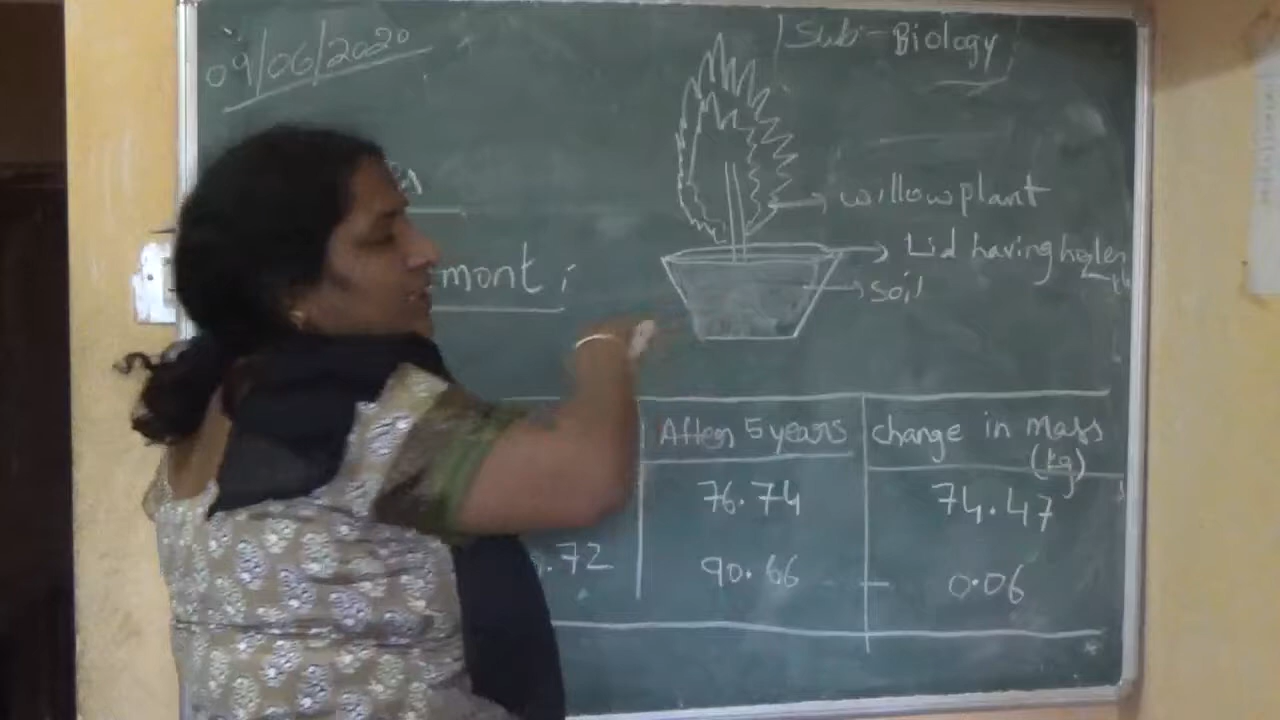 09/06/2020
Sub - Biology
willow plant
Lid having holes
mont :
soil
After 5 years
change in Mass
(kg)
76.74
74.47
.72
90.66
- 0.06